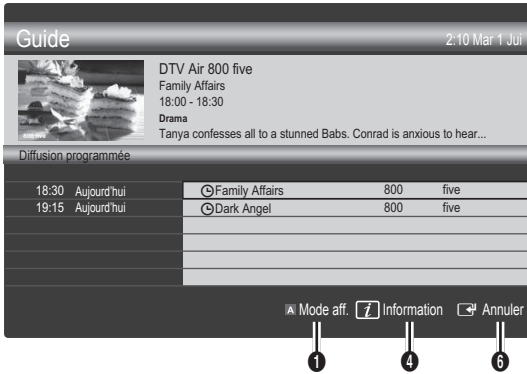 Guide 2:10 Mar 1 Jui
DTV Air 800 five
Family Affairs
18:00 - 18:30
Drama
Tanya confesses all to a stunned Babs. Conrad is anxious to hear...
800 five
Diffusion programmée
18:30 Aujourd'hui Family Affairs 800 five
19:15 Aujourd'hui Dark Angel 800 five
A Mode aff. i Information Annuler
1 4 6